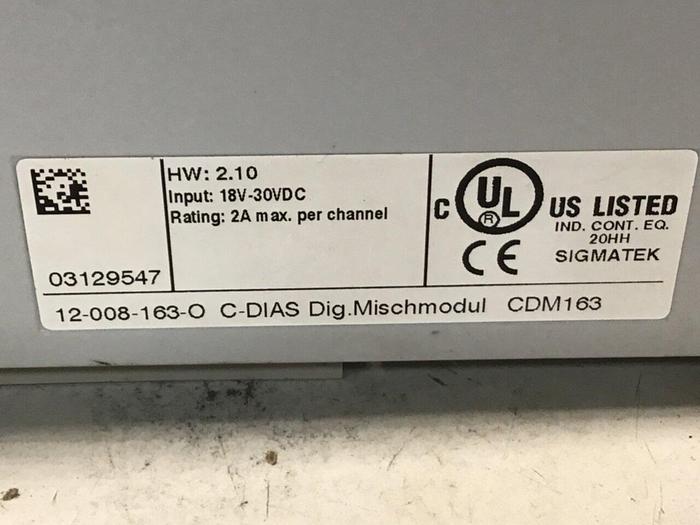 HW: 2.10
Input: 18V-30VDC
Rating: 2A max. per channel
03129547
C UL ® US LISTED
IND. CONT. EQ.
20HH
CE SIGMATEK
12-008-163-O C-DIAS Dig.Mischmodul CDM163